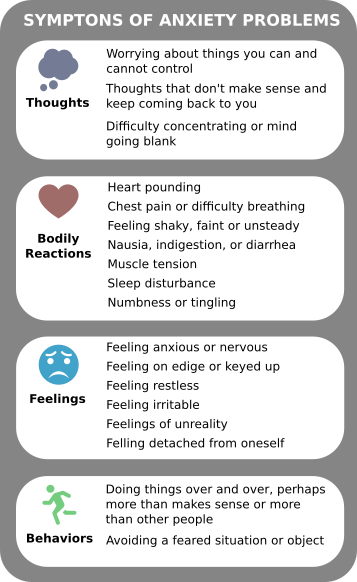 SYMPTONS OF ANXIETY PROBLEMS
Thoughts
Worrying about things you can and
cannot control
Thoughts that don't make sense and
keep coming back to you
Difficulty concentrating or mind
going blank
Bodily
Reactions
Heart pounding
Chest pain or difficulty breathing
Feeling shaky, faint or unsteady
Nausia, indigestion, or diarrhea
Muscle tension
Sleep disturbance
Numbness or tingling
Feelings
Feeling anxious or nervous
Feeling on edge or keyed up
Feeling restless
Feeling irritable
Feelings of unreality
Felling detached from oneself
Behaviors
Doing things over and over, perhaps
more than makes sense or more
than other people
Avoiding a feared situation or object